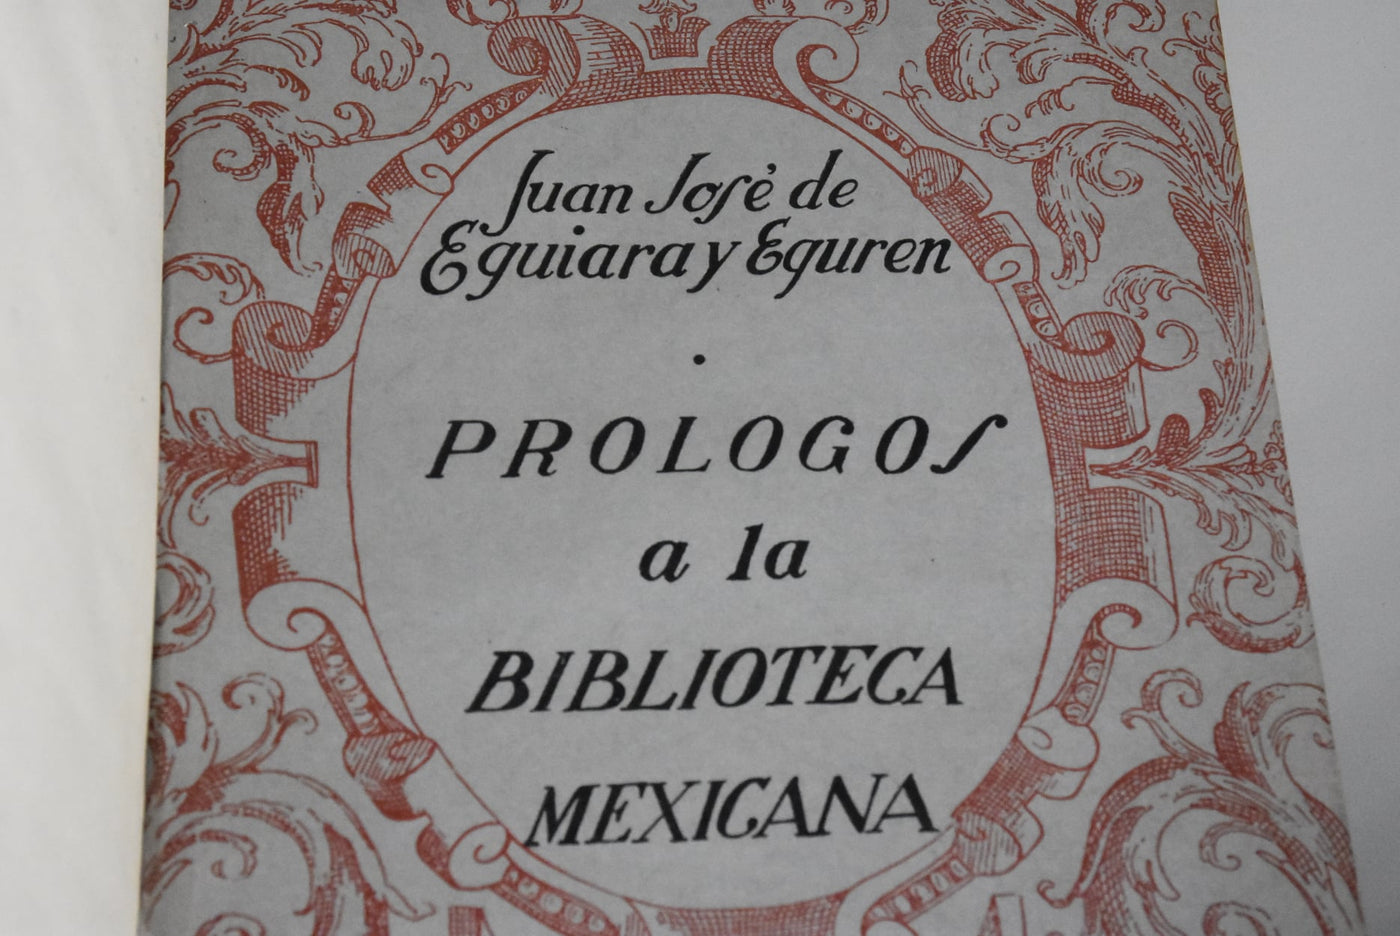 Juan José de
Eguiara y Eguren
.
PROLOGOS
a la
BIBLIOTECA
MEXICANA